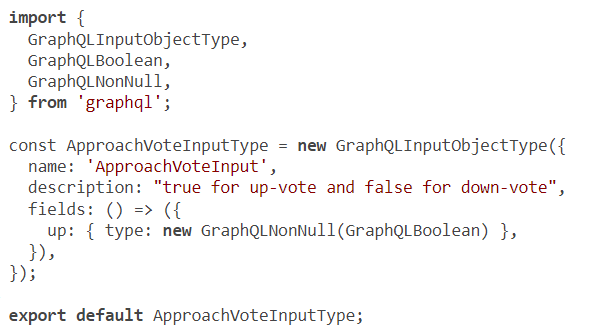 import {
  GraphQLInputObjectType,
  GraphQLBoolean,
  GraphQLNonNull,
} from 'graphql';

const ApproachVoteInputType = new GraphQLInputObjectType({
  name: 'ApproachVoteInput',
  description: "true for up-vote and false for down-vote",
  fields: () => ({
    up: { type: new GraphQLNonNull(GraphQLBoolean) },
  }),
});

export default ApproachVoteInputType;